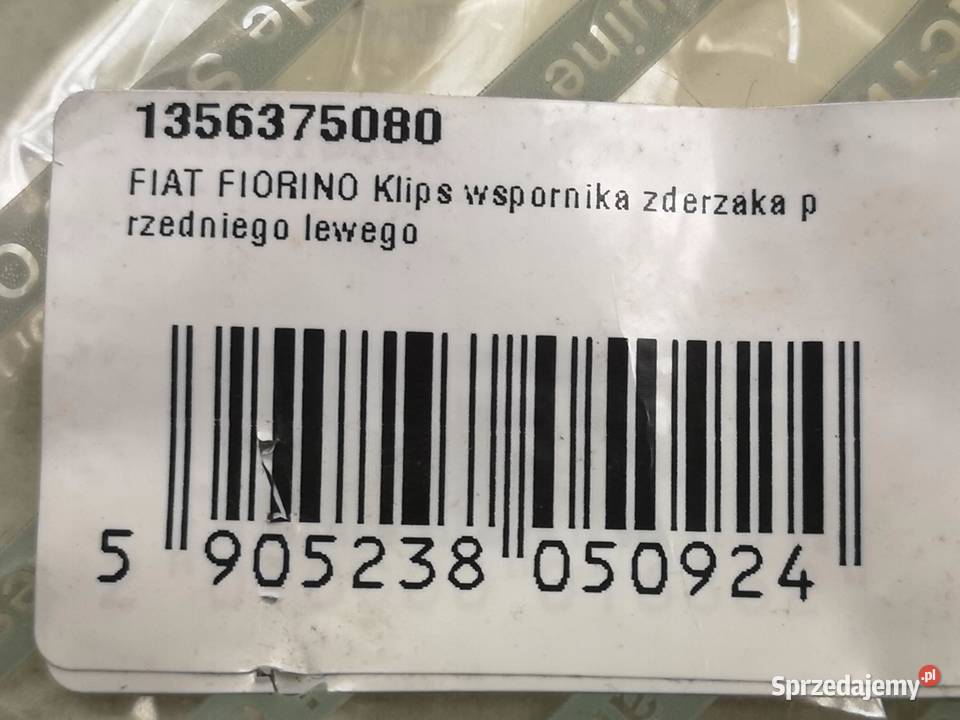 1356375080
FIAT FIORINO Klips wspornika zderzaka p
rzedniego lewego
5 905238 050924
Sprzedajemy.pl